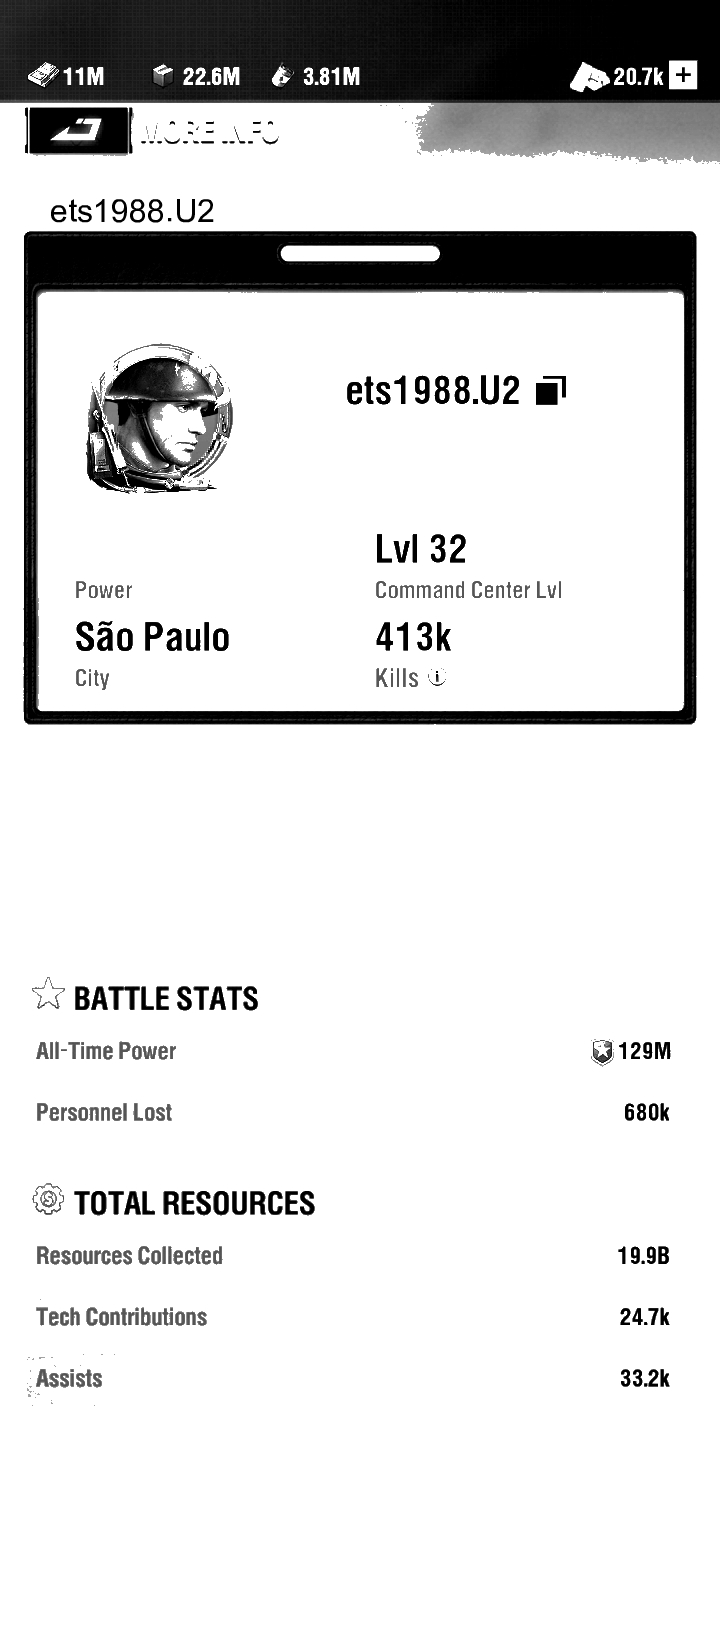 11M 22.6M 3.81M 20.7k +
MORE INFO
ets1988.U2
ets1988.U2
Lvl 32
Power Command Center Lvl
São Paulo 413k
City Kills i
BATTLE STATS
All-Time Power 129M
Personnel Lost 680k
TOTAL RESOURCES
Resources Collected 19.9B
Tech Contributions 24.7k
Assists 33.2k